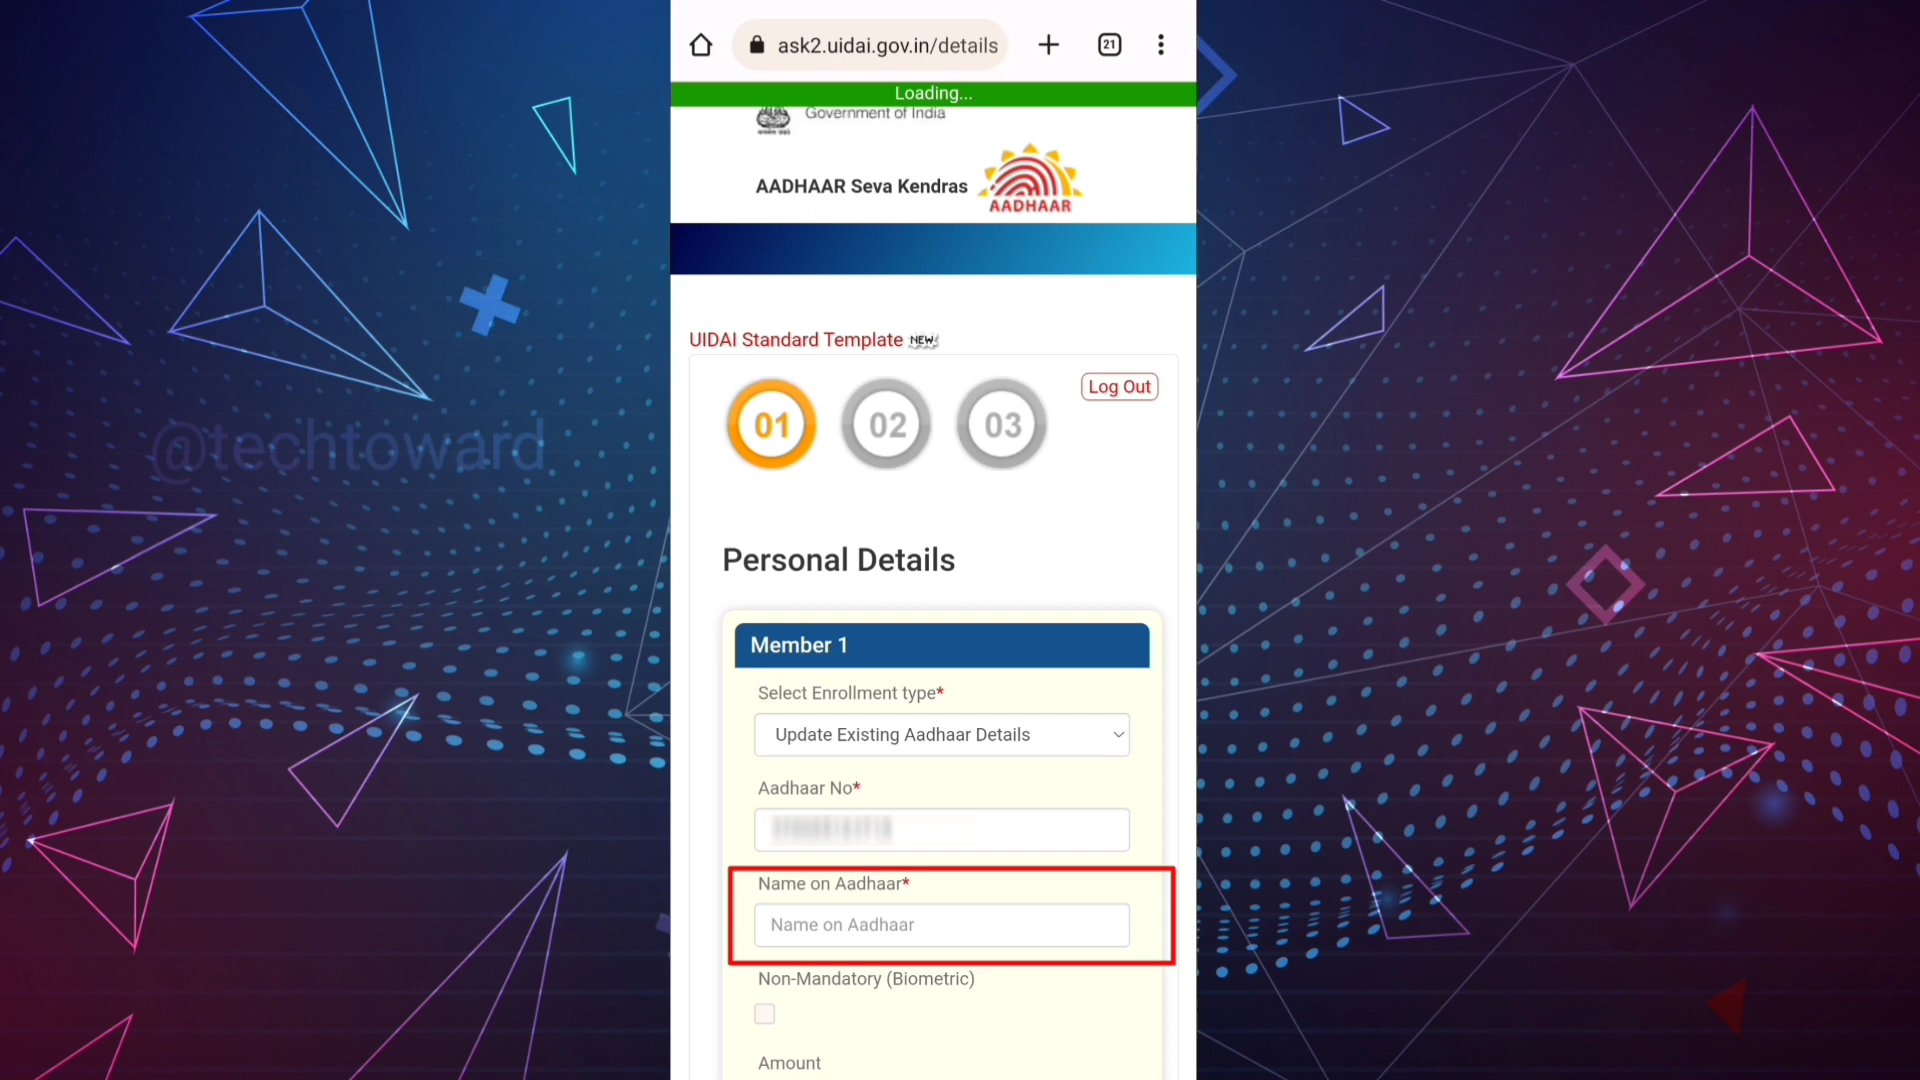 ask2.uidai.gov.in/details
21
Loading...
Government of India
AADHAAR Seva Kendras
AADHAAR
UIDAI Standard Template NEW
01 02 03
Log Out
@techtoward
Personal Details
Member 1
Select Enrollment type*
Update Existing Aadhaar Details
Aadhaar No*
Name on Aadhaar*
Name on Aadhaar
Non-Mandatory (Biometric)
Amount